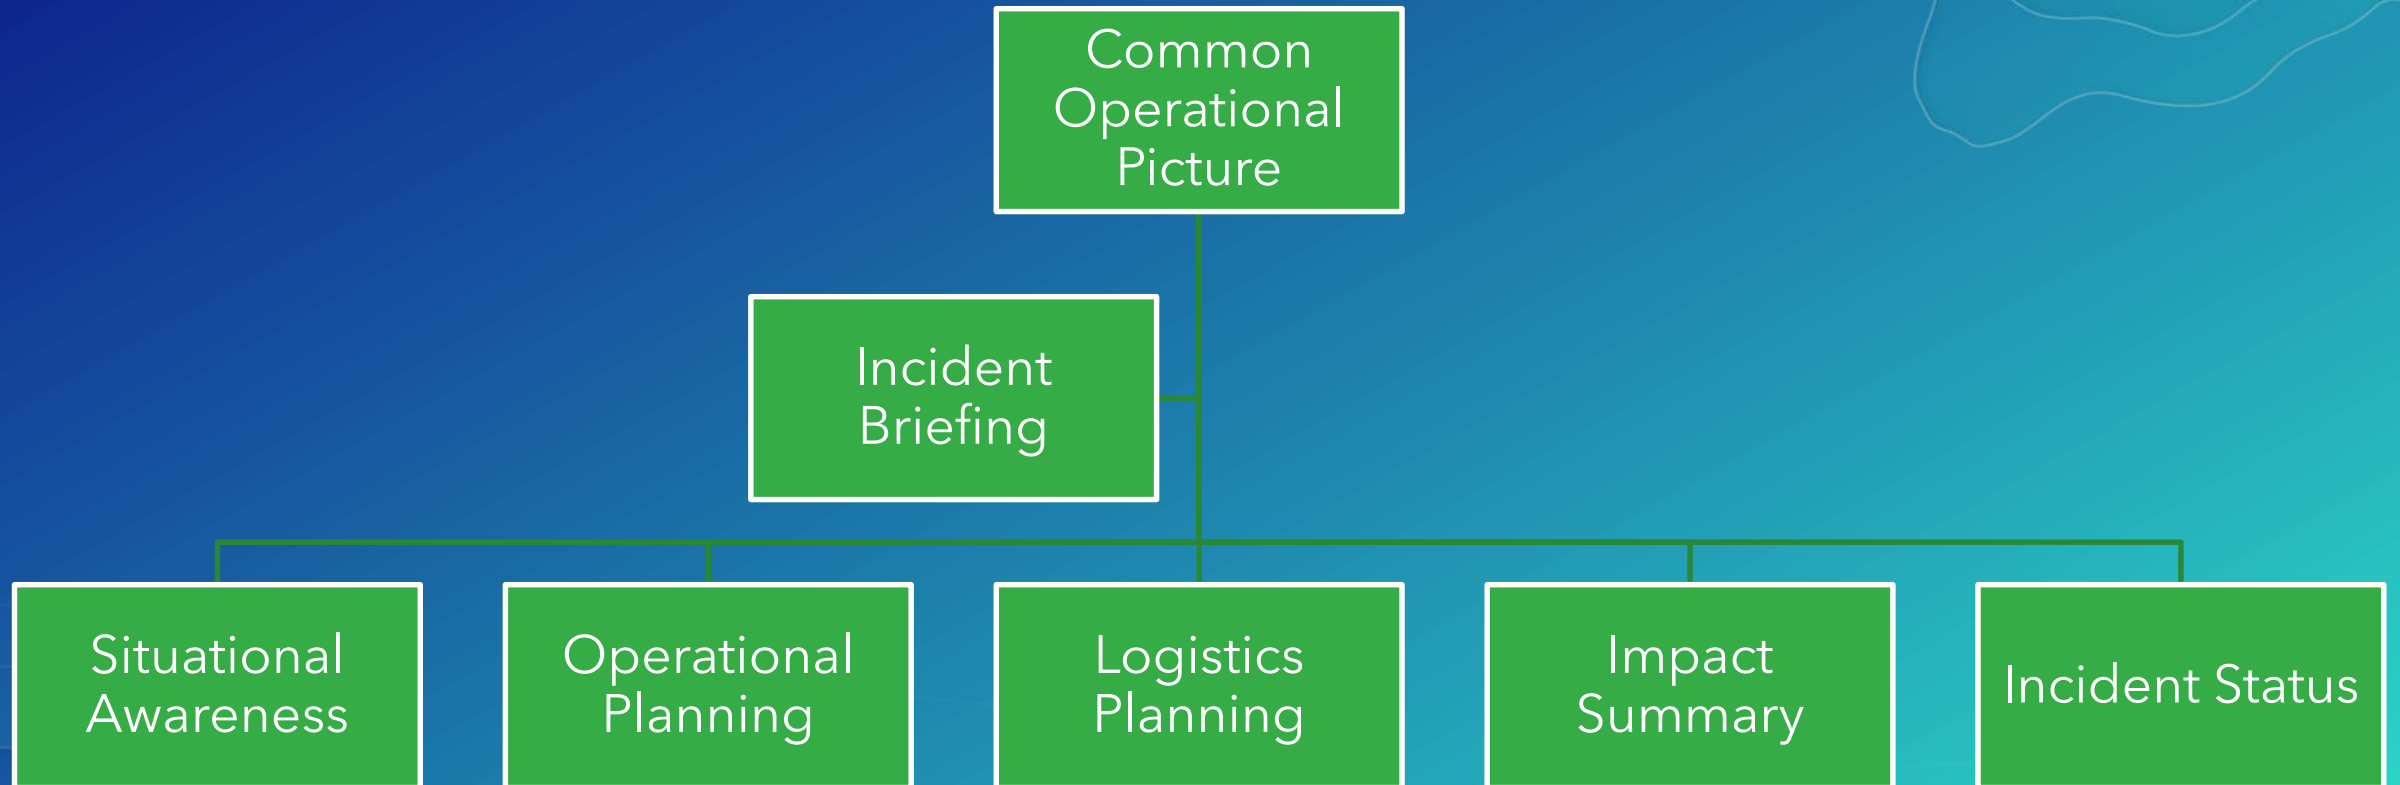 Common
Operational
Picture
Incident
Briefing
Situational
Awareness
Operational
Planning
Logistics
Planning
Impact
Summary
Incident Status